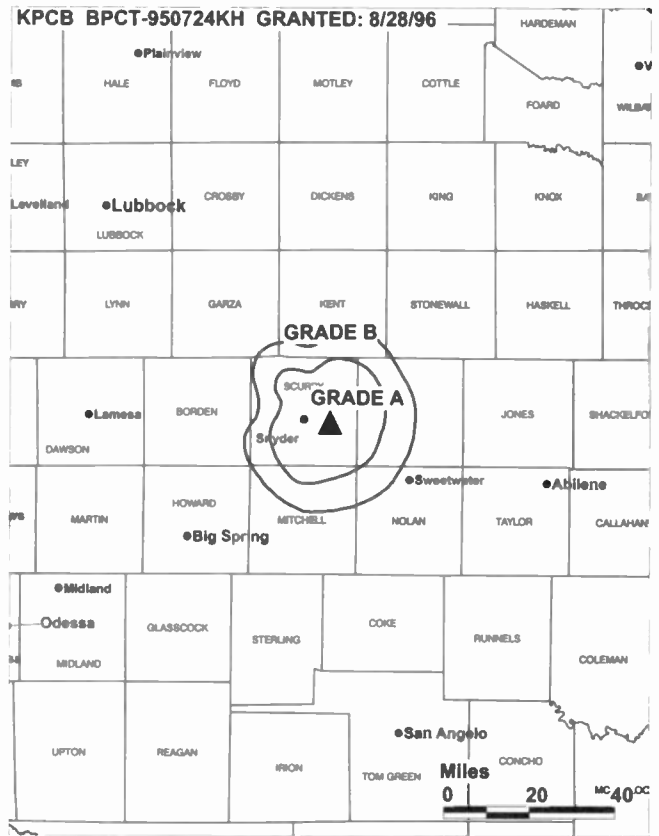 KPCB BPCT-950724KH GRANTED: 8/28/96
HARDEMAN
Plainview
HALE
FLOYD
MOTLEY
COTTLE
FOARD
LEY
Levelland
Lubbock
LUBBOCK
CROSBY
DICKENS
KING
KNOX
LYNN
GARZA
KENT
STONEWALL
HASKELL
GRADE B
GRADE A
Lamesa
DAWSON
BORDEN
Snyder
JONES
SHACKELFO
MARTIN
HOWARD
Big Spring
MITCHELL
Sweetwater
NOLAN
Abilene
TAYLOR
CALLAHAN
Midland
Odessa
MIDLAND
GLASSCOCK
STERLING
COKE
RUNNELS
COLEMAN
UPTON
REAGAN
IRION
San Angelo
TOM GREEN
CONCHO
Miles
0 20 40